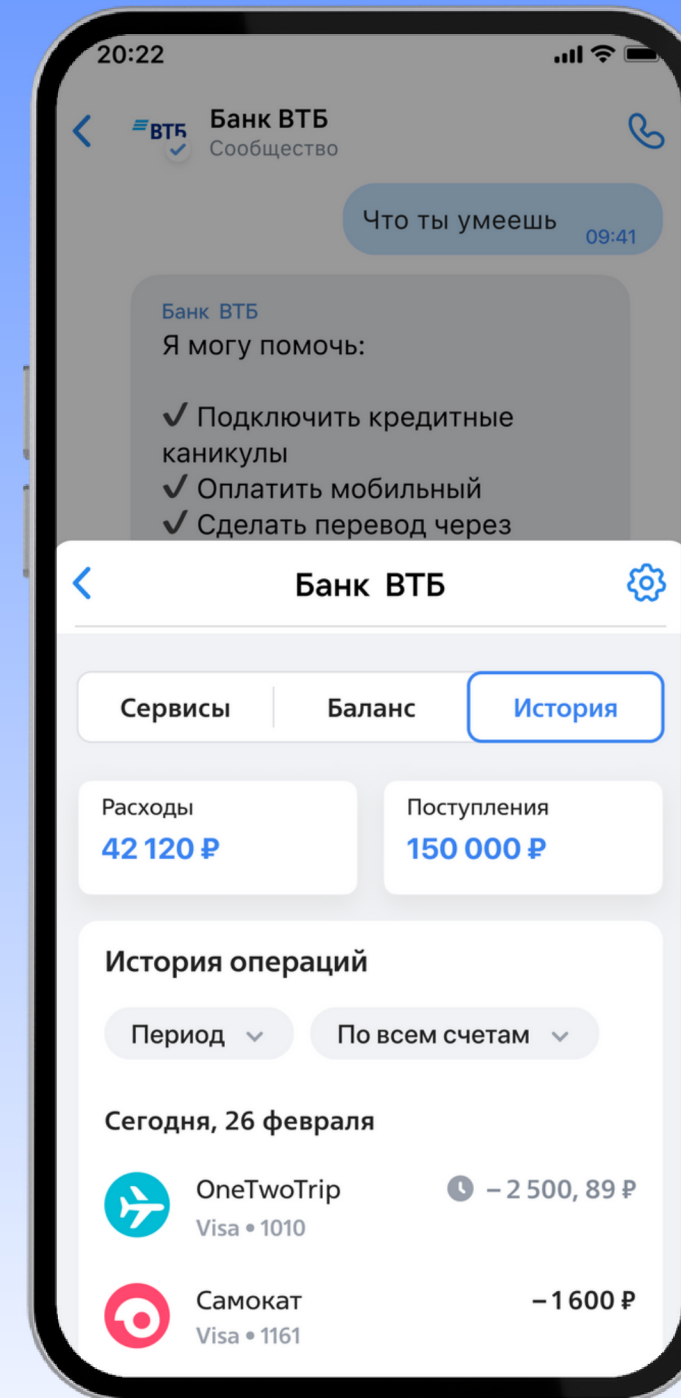 20:22
ВТБ
Банк ВТБ
Сообщество
Что ты умеешь
09:41
Банк ВТБ
Я могу помочь:
✓ Подключить кредитные
каникулы
✓ Оплатить мобильный
✓ Сделать перевод через
Банк ВТБ
Сервисы
Баланс
История
Расходы
42 120 ₽
Поступления
150 000 ₽
История операций
Период
По всем счетам
Сегодня, 26 февраля
OneTwoTrip
– 2 500, 89 ₽
Visa • 1010
Самокат
– 1 600 ₽
Visa • 1161